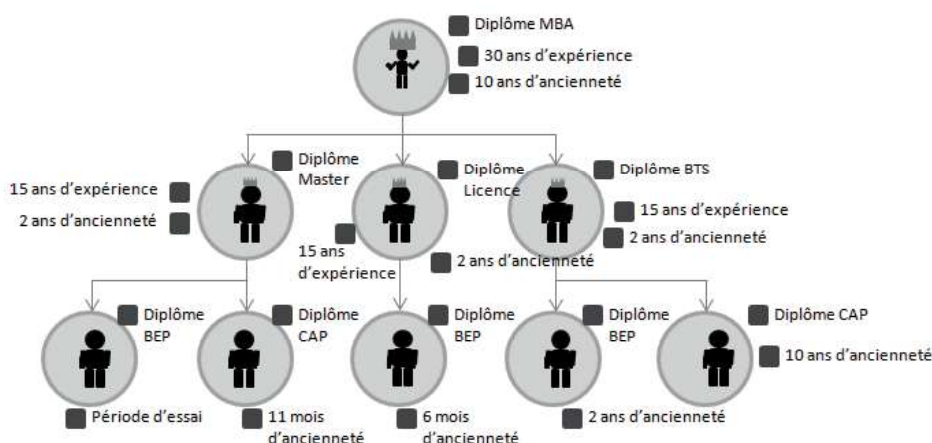 Diplôme MBA
30 ans d'expérience
10 ans d'ancienneté
Diplôme
Master
15 ans d'expérience
2 ans d'ancienneté
Diplôme
Licence
15 ans
d'expérience
2 ans d'ancienneté
Diplôme BTS
15 ans d'expérience
2 ans d'ancienneté
Diplôme
BEP
Période d'essai
Diplôme
CAP
11 mois
d'ancienneté
Diplôme
BEP
6 mois
d'ancienneté
Diplôme
BEP
2 ans d'ancienneté
Diplôme CAP
10 ans d'ancienneté